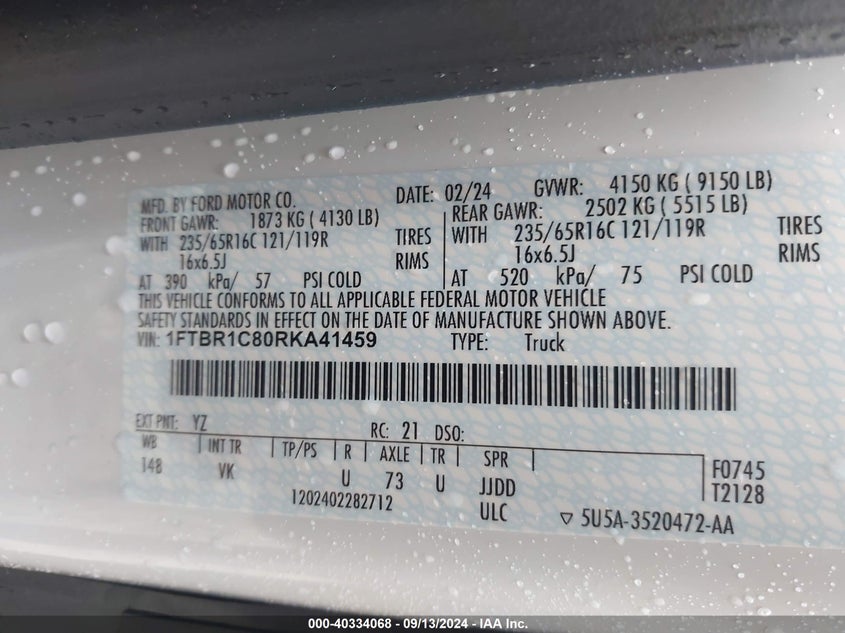 MFD. BY FORD MOTOR CO. DATE: 02/24 GVWR: 4150 KG ( 9150 LB)
FRONT GAWR: 1873 KG ( 4130 LB) REAR GAWR: 2502 KG ( 5515 LB)
WITH 235/65R16C 121/119R TIRES WITH 235/65R16C 121/119R TIRES
16x6.5J RIMS 16x6.5J RIMS
AT 390 kPa/ 57 PSI COLD AT 520 kPa/ 75 PSI COLD
THIS VEHICLE CONFORMS TO ALL APPLICABLE FEDERAL MOTOR VEHICLE
SAFETY STANDARDS IN EFFECT ON THE DATE OF MANUFACTURE SHOWN ABOVE.
VIN: 1FTBR1C80RKA41459 TYPE: Truck
EXT PNT: YZ RC: 21 DSO:
WB INT TR TP/PS R AXLE TR SPR F0745
148 VK U 73 U JJDD T2128
1202402282712 ULC ▽ 5U5A-3520472-AA
000-40334068 - 09/13/2024 - IAA Inc.